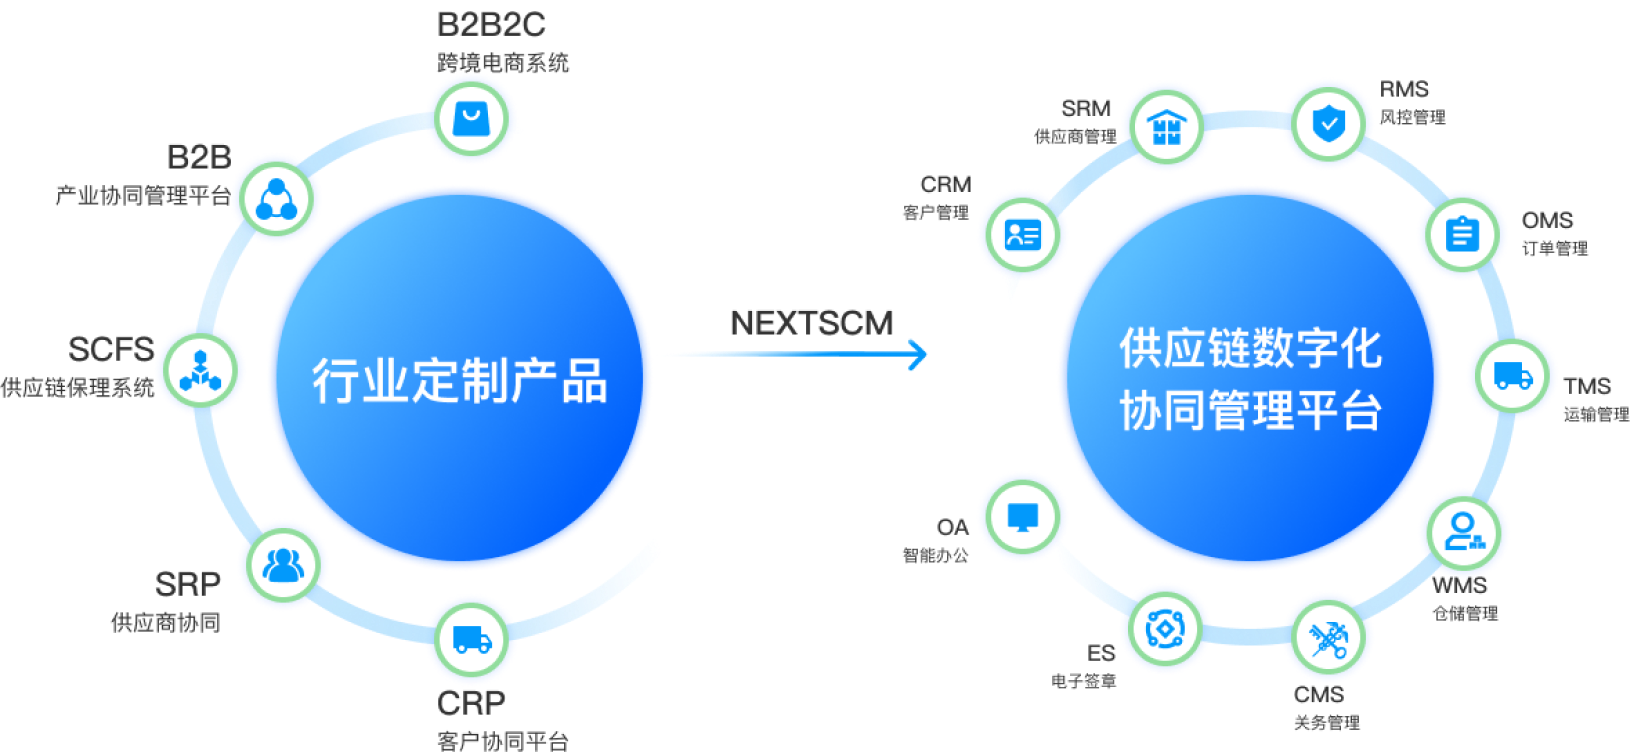 B2B2C
跨境电商系统
B2B
产业协同管理平台
SCFS
供应链保理系统
SRP
供应商协同
CRP
客户协同平台
行业定制产品
NEXTSCM
供应链数字化
协同管理平台
CRM
客户管理
SRM
供应商管理
RMS
风控管理
OMS
订单管理
TMS
运输管理
WMS
仓储管理
CMS
关务管理
ES
电子签章
OA
智能办公